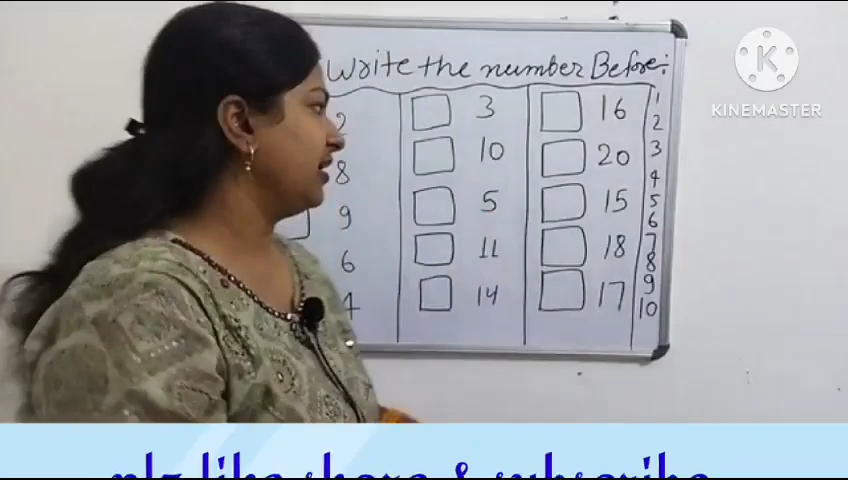 Write the number Before:
2 3 16 1
2
8 10 20 3
4
9 5 15 5
6
6 11 18 7
8
4 14 17 9
10
KINEMASTER
plz like share & subscribe